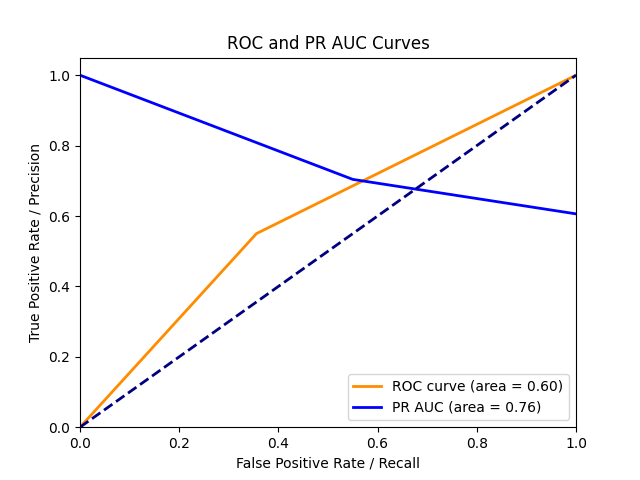 ROC and PR AUC Curves
True Positive Rate / Precision
1.0
0.8
0.6
0.4
0.2
0.0
0.0 0.2 0.4 0.6 0.8 1.0
False Positive Rate / Recall
ROC curve (area = 0.60)
PR AUC (area = 0.76)